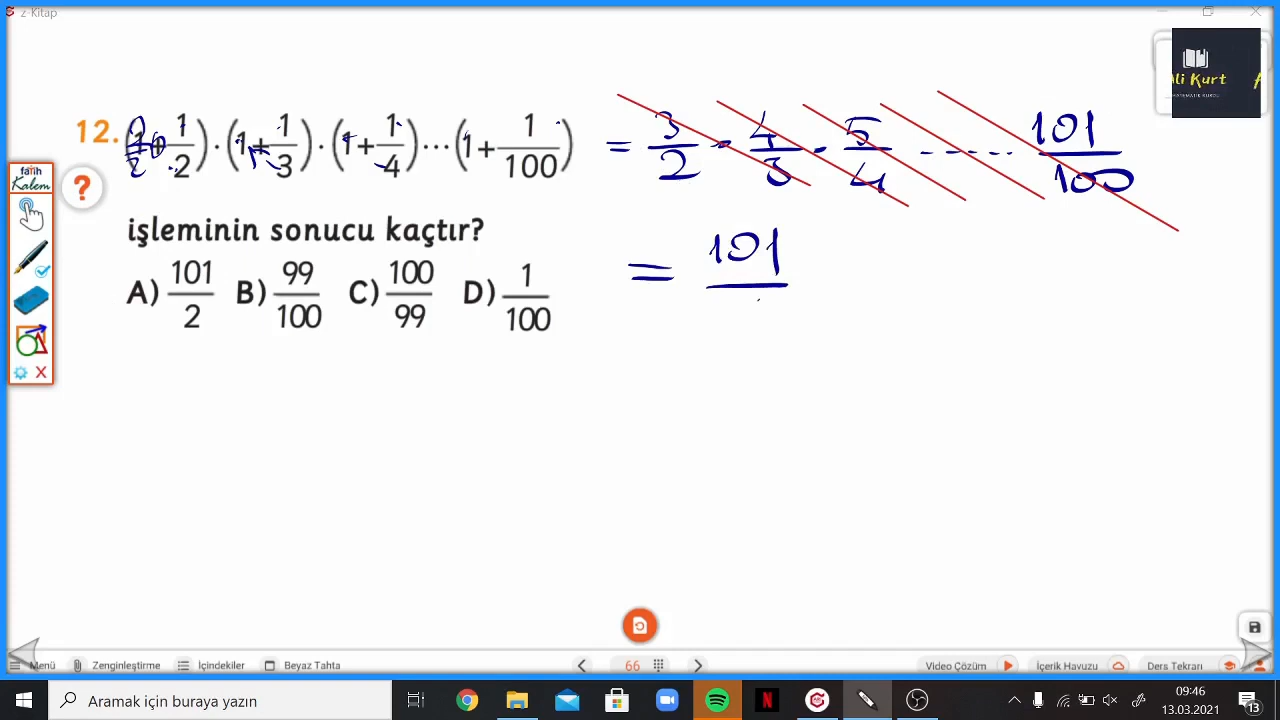 z-Kitap
Ali Kurt
12. (1+1/2)·(1+1/3)·(1+1/4)···(1+1/100) = 3/2 · 4/3 · 5/4 ........ 101/100
fatih
Kalem
?
işleminin sonucu kaçtır?
= 101
A) 101/2 B) 99/100 C) 100/99 D) 1/100
Menü Zenginleştirme İçindekiler Beyaz Tahta 66 Video Çözüm İçerik Havuzu Ders Tekrarı
Aramak için buraya yazın
09:46
13.03.2021
13